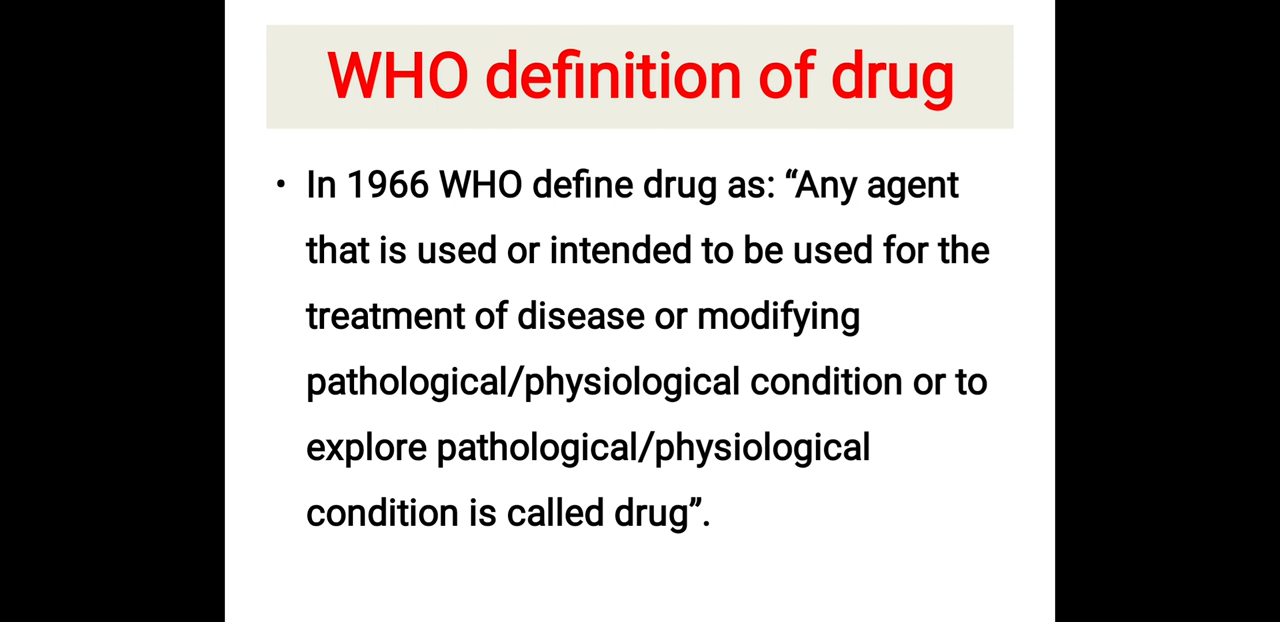 WHO definition of drug
• In 1966 WHO define drug as: “Any agent
that is used or intended to be used for the
treatment of disease or modifying
pathological/physiological condition or to
explore pathological/physiological
condition is called drug”.